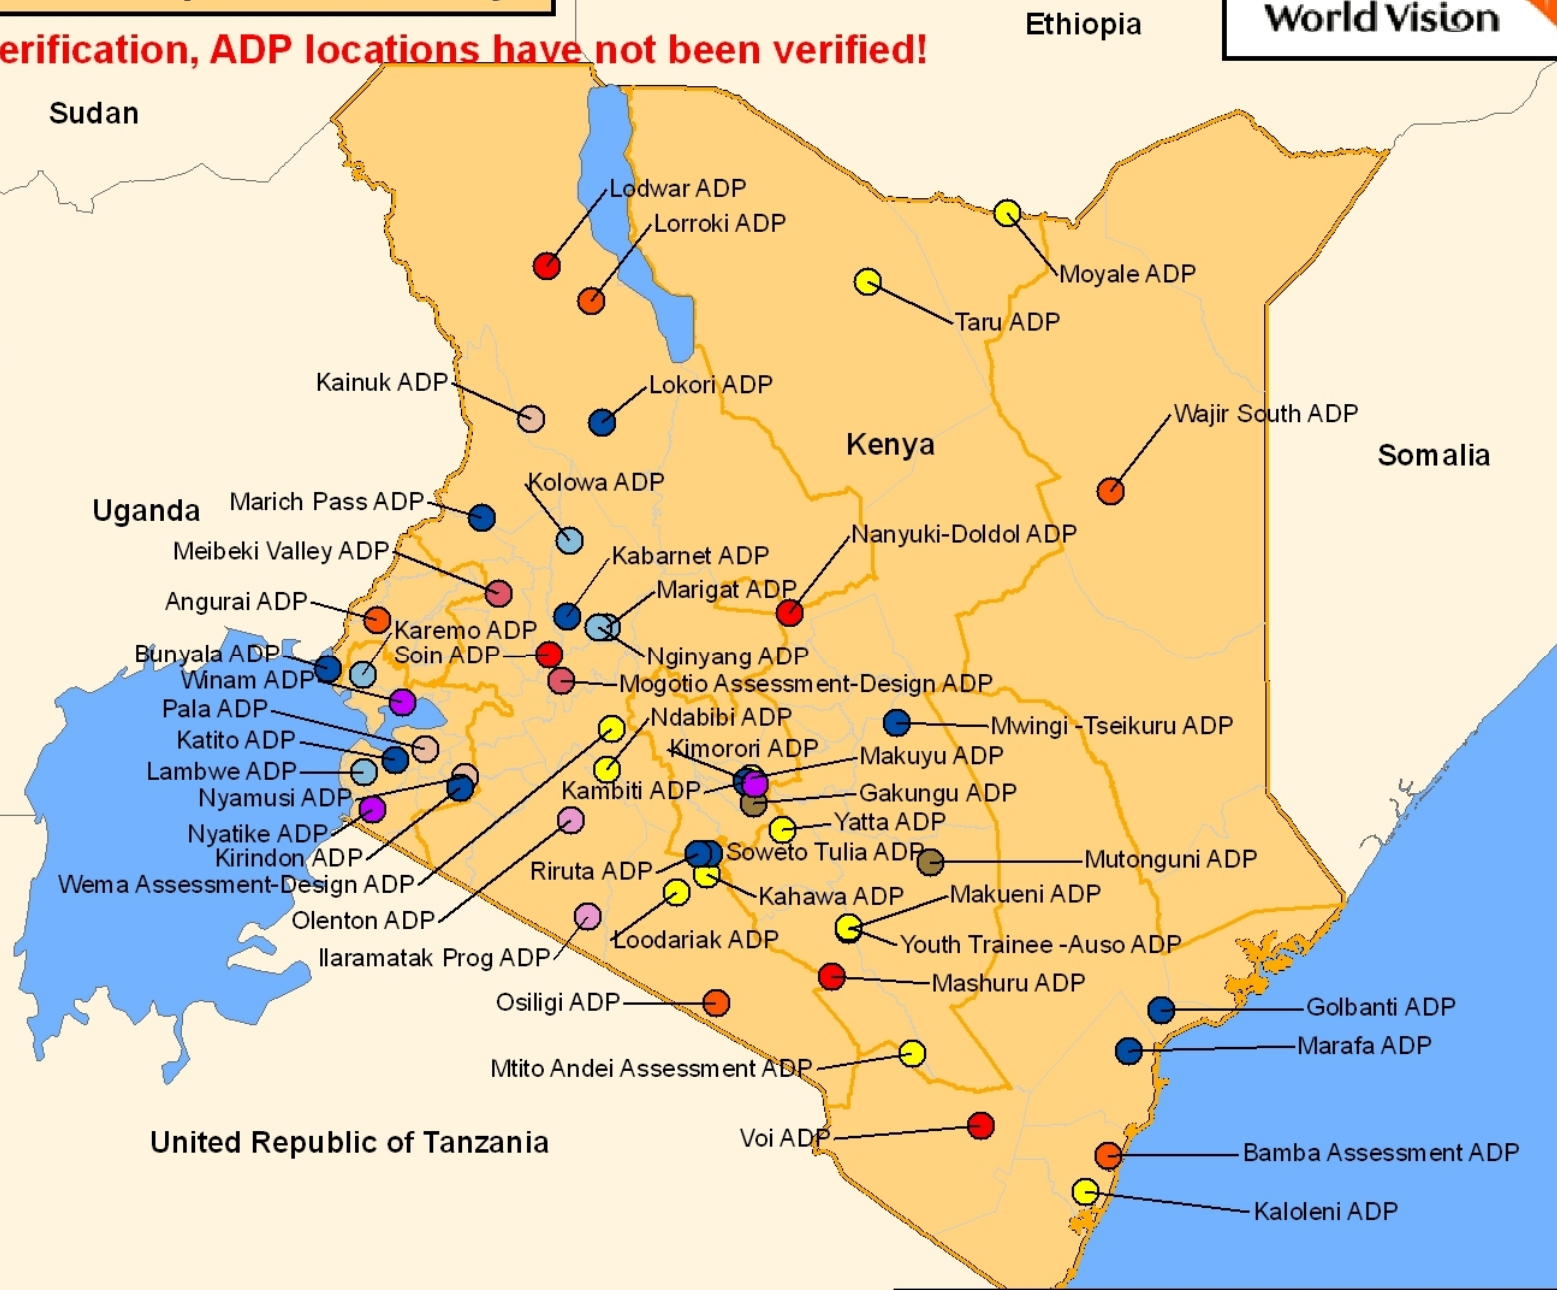 Ethiopia
World Vision
erification, ADP locations have not been verified!
Sudan
Lodwar ADP
Lorroki ADP
Moyale ADP
Taru ADP
Kainuk ADP
Lokori ADP
Wajir South ADP
Kenya
Somalia
Kolowa ADP
Marich Pass ADP
Uganda
Nanyuki-Doldol ADP
Meibeki Valley ADP
Kabarnet ADP
Marigat ADP
Angurai ADP
Karemo ADP
Bunyala ADP
Soin ADP
Nginyang ADP
Winam ADP
Mogotio Assessment-Design ADP
Pala ADP
Ndabibi ADP
Mwingi -Tseikuru ADP
Katito ADP
Kimorori ADP
Makuyu ADP
Lambwe ADP
Kambiti ADP
Gakungu ADP
Nyamusi ADP
Yatta ADP
Nyatike ADP
Kirindon ADP
Soweto Tulia ADP
Mutonguni ADP
Riruta ADP
Wema Assessment-Design ADP
Kahawa ADP
Makueni ADP
Olenton ADP
Loodariak ADP
Youth Trainee -Auso ADP
Ilaramatak Prog ADP
Mashuru ADP
Osiligi ADP
Golbanti ADP
Marafa ADP
Mtito Andei Assessment ADP
United Republic of Tanzania
Voi ADP
Bamba Assessment ADP
Kaloleni ADP